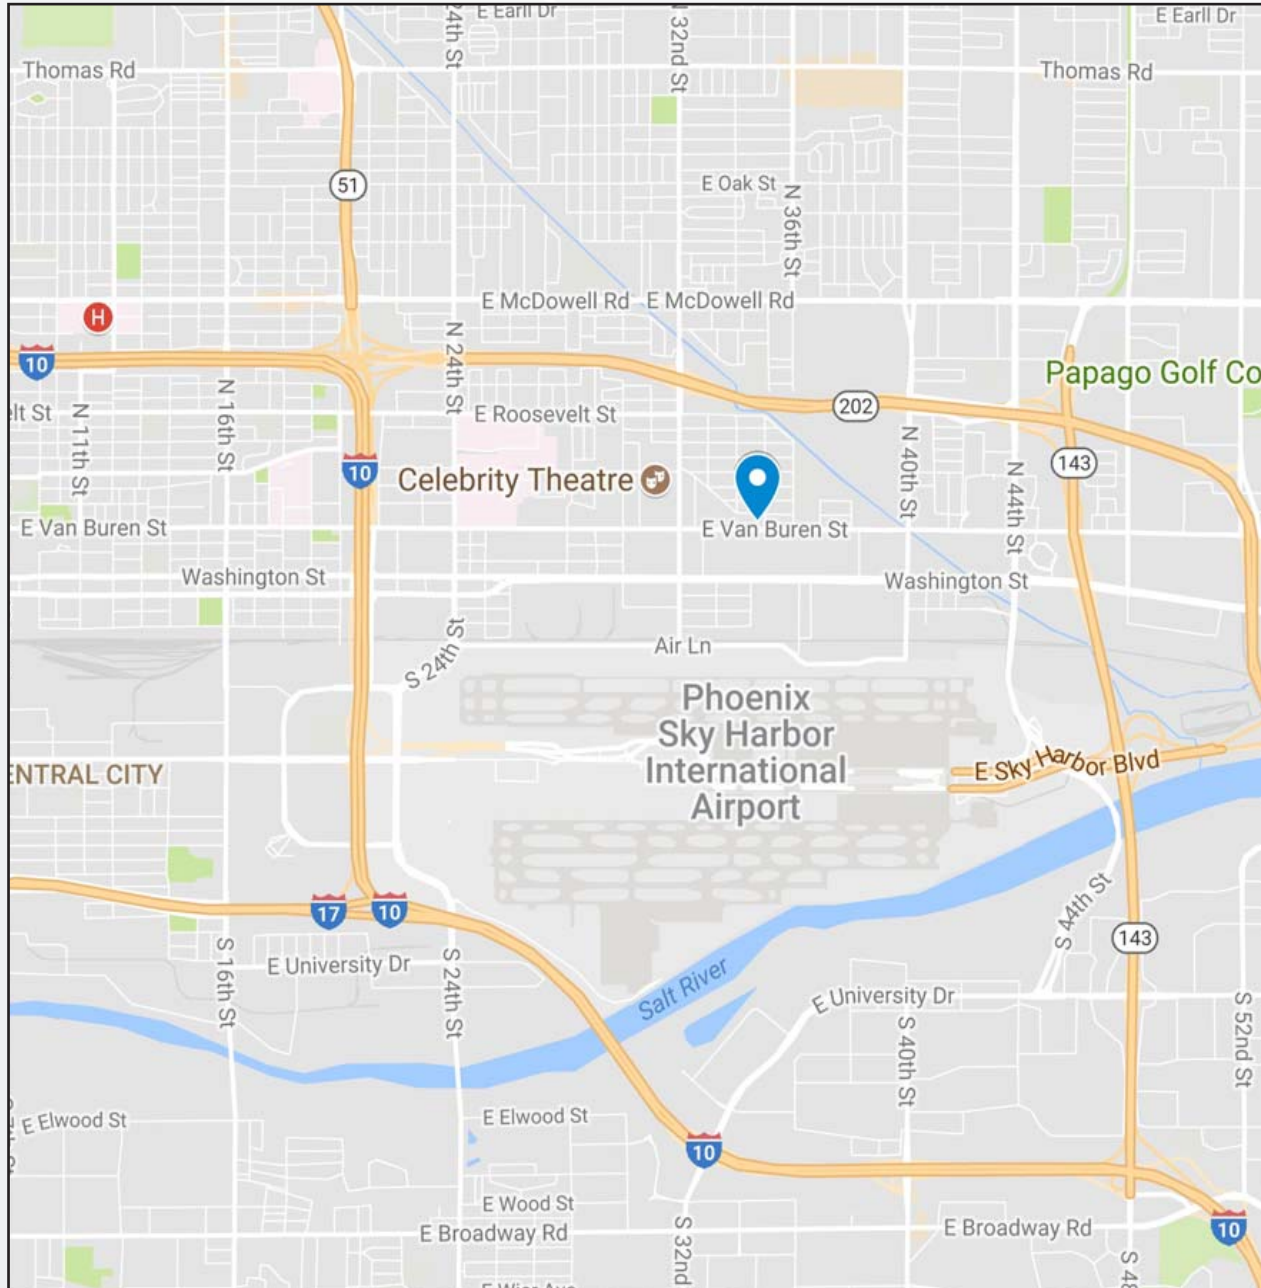 E Earll Dr
E Earll Dr
24th St
N 32nd St
Thomas Rd
Thomas Rd
51
E Oak St
N 36th St
E McDowell Rd
E McDowell Rd
H
10
N 24th St
Papago Golf Co
N 16th St
202
elt St
N 11th St
E Roosevelt St
N 40th St
143
10
Celebrity Theatre
N 44th St
E Van Buren St
E Van Buren St
Washington St
Washington St
S 24th St
Air Ln
Phoenix
Sky Harbor
International
Airport
E Sky Harbor Blvd
ENTRAL CITY
17
10
S 44th St
143
S 16th St
E University Dr
S 24th St
Salt River
E University Dr
S 40th St
S 52nd St
E Elwood St
E Elwood St
10
E Wood St
E Broadway Rd
S 32nd
E Broadway Rd
10
S 48